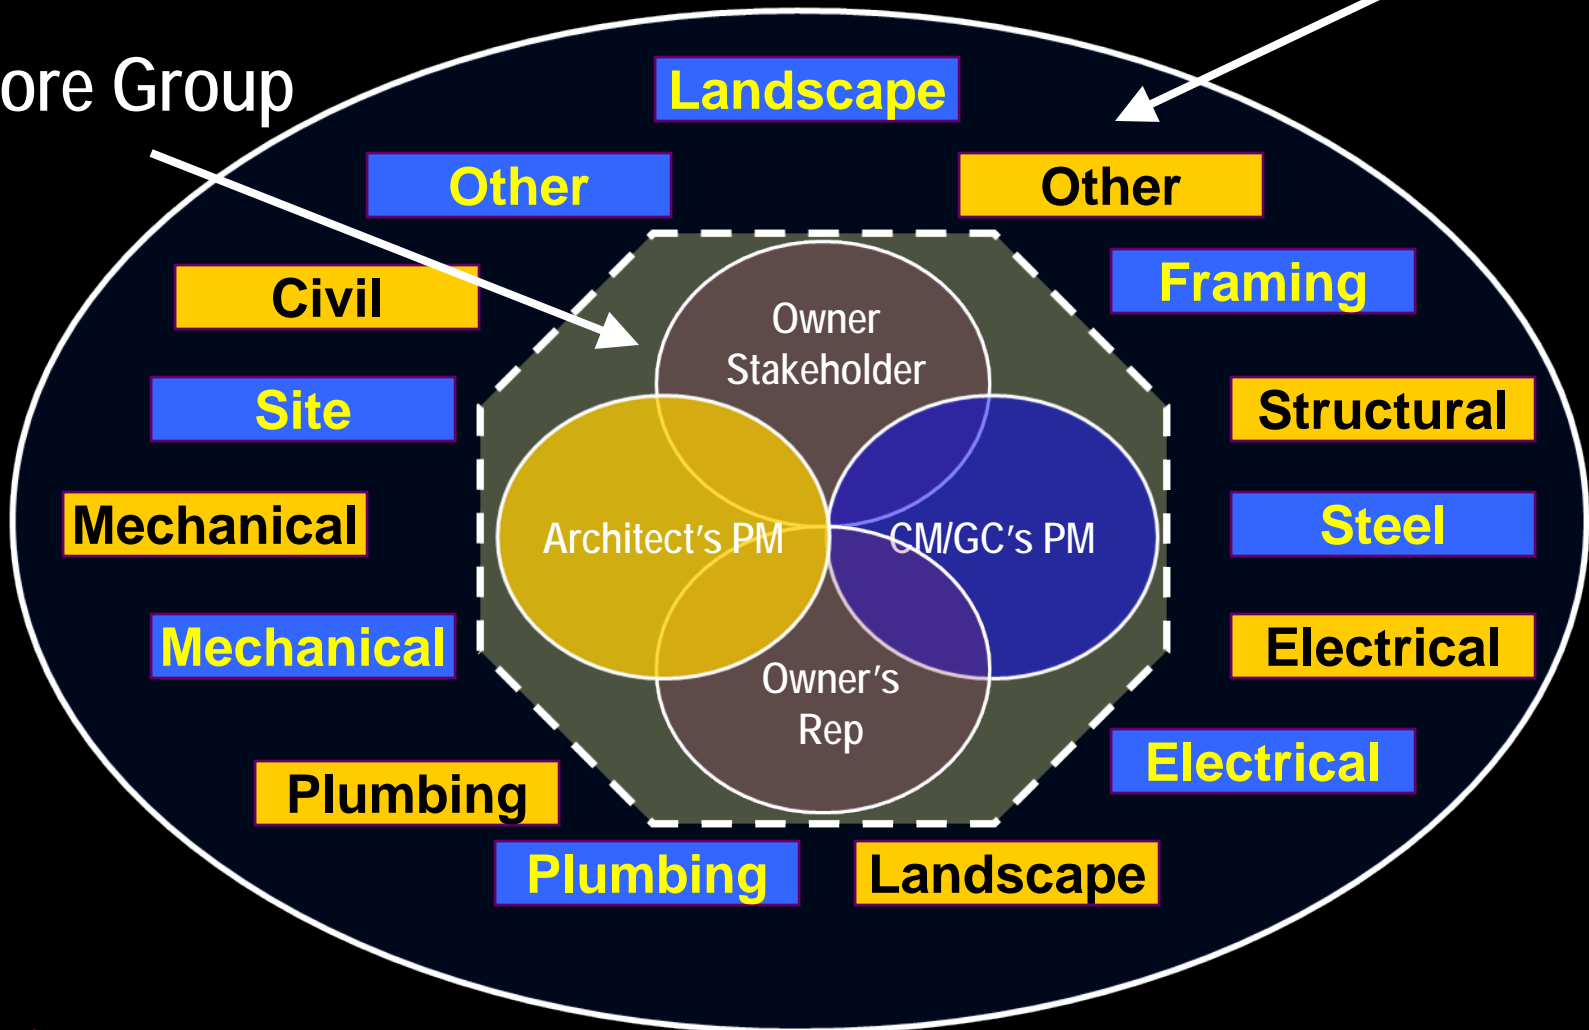 ore Group
Landscape
Other
Other
Framing
Civil
Owner
Stakeholder
Site
Structural
Mechanical
Architect's PM
CM/GC's PM
Steel
Mechanical
Electrical
Owner's
Rep
Electrical
Plumbing
Plumbing
Landscape